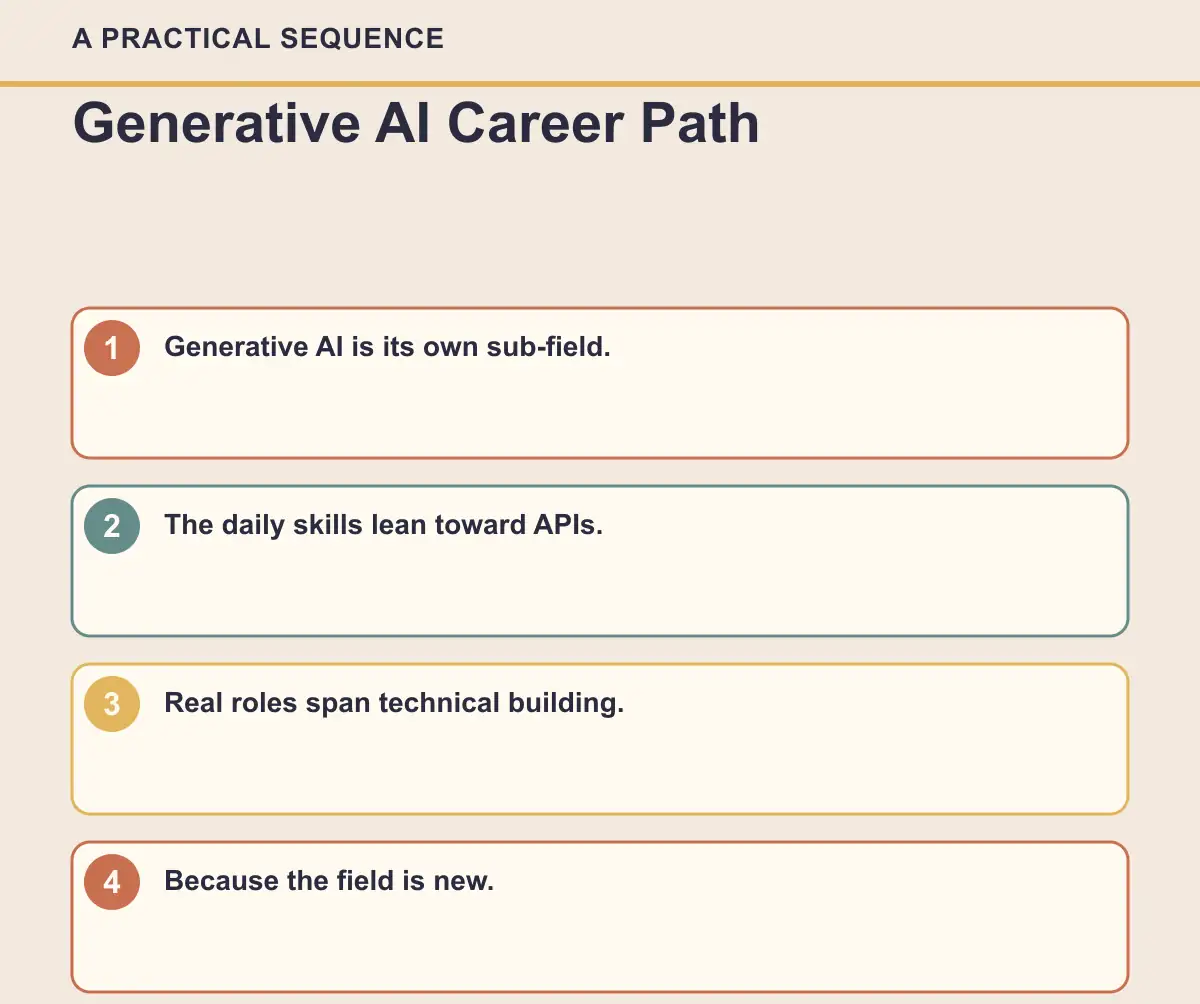 A PRACTICAL SEQUENCE
Generative AI Career Path
1 Generative AI is its own sub-field.
2 The daily skills lean toward APIs.
3 Real roles span technical building.
4 Because the field is new.